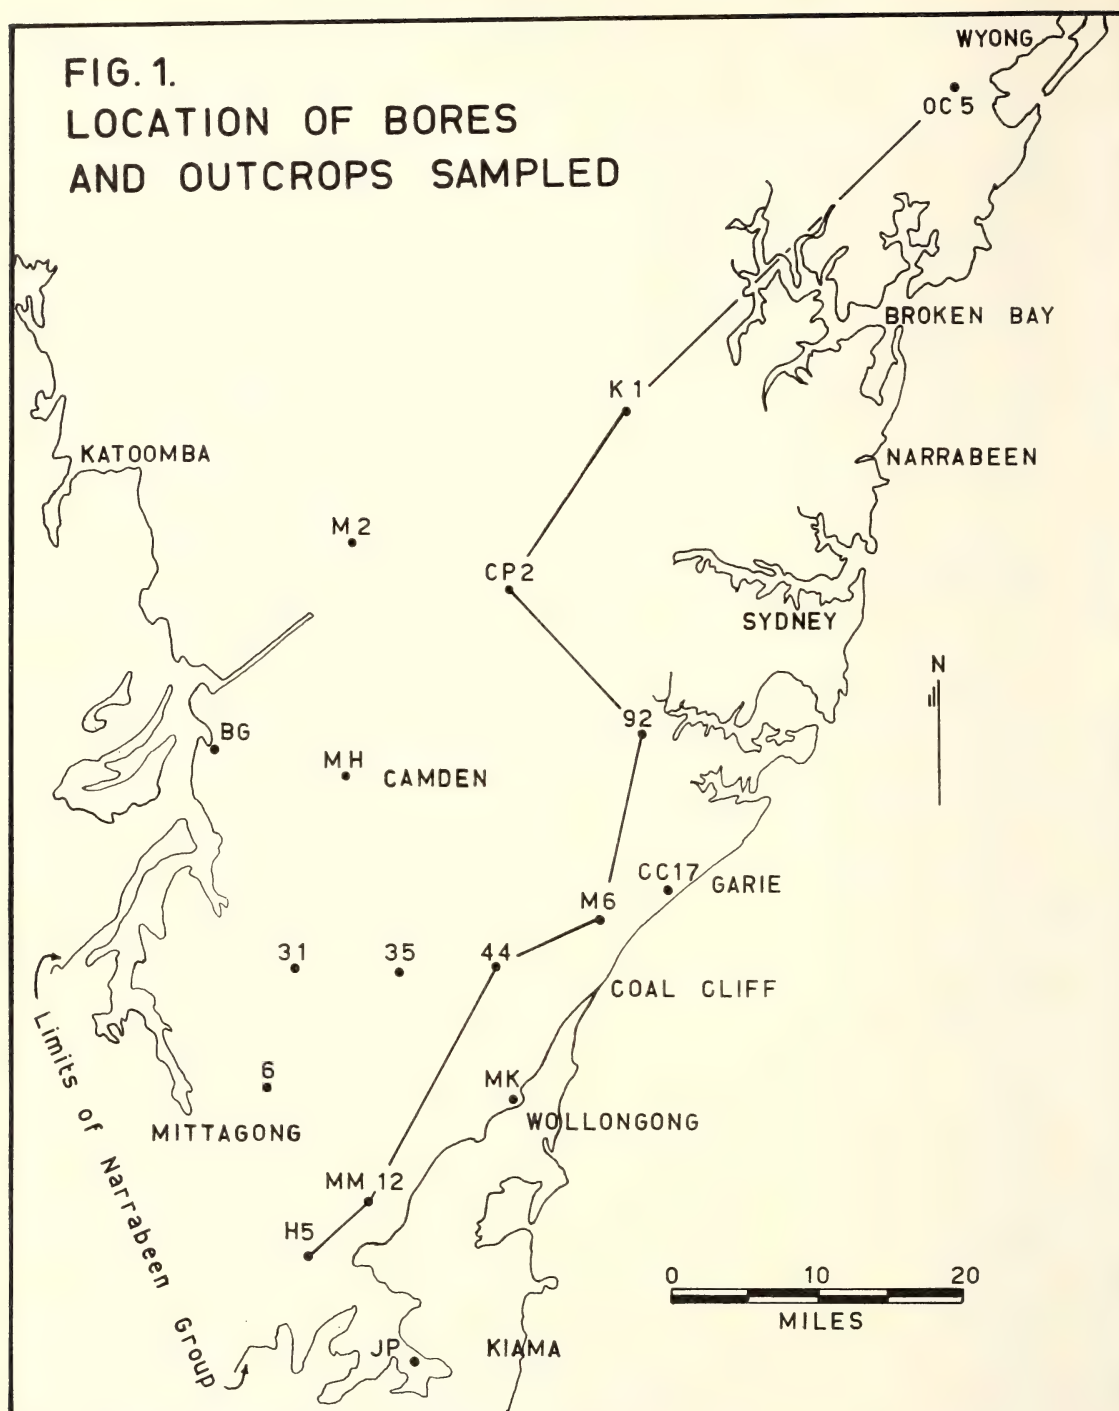 FIG. 1.
LOCATION OF BORES
AND OUTCROPS SAMPLED
WYONG
OC 5
BROKEN BAY
K 1
KATOOMBA
NARRABEEN
M 2
CP 2
SYDNEY
N
92
BG
MH
CAMDEN
CC17
GARIE
M6
31
35
44
COAL CLIFF
6
MK
WOLLONGONG
MITTAGONG
Limits of Narrabeen Group
MM 12
H5
0 10 20
MILES
JP
KIAMA